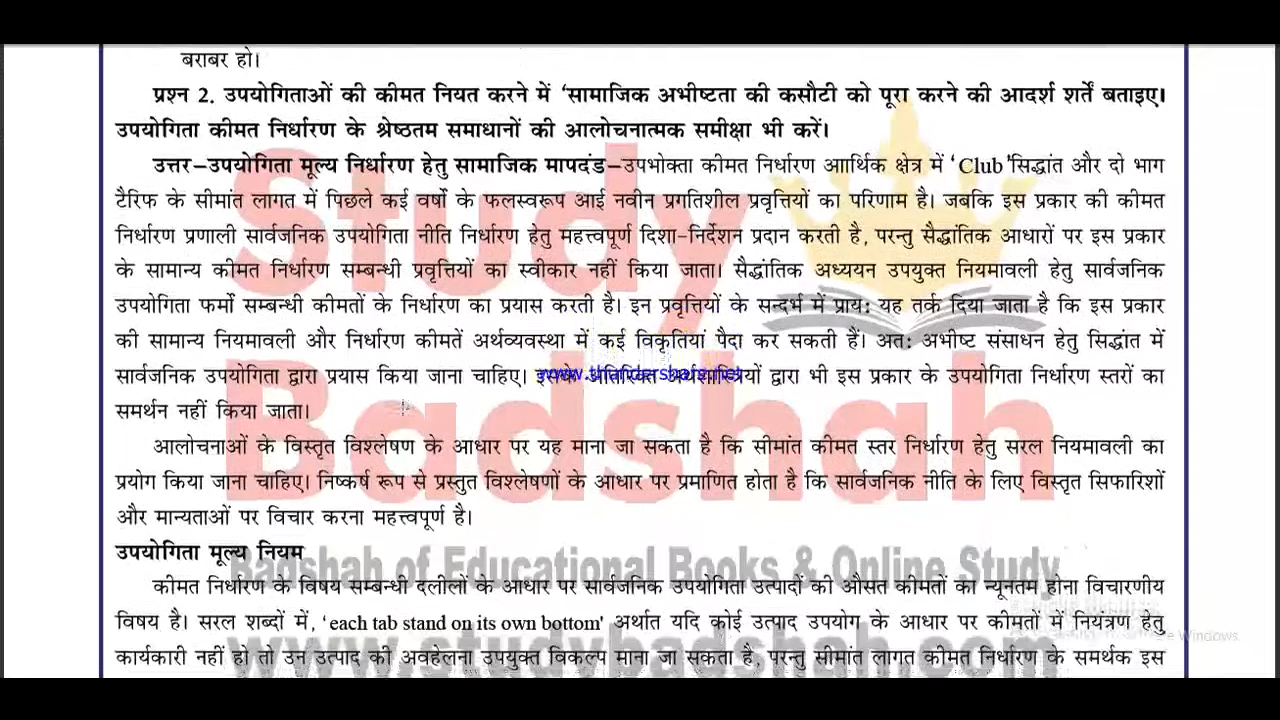 बराबर हो।
प्रश्न 2. उपयोगिताओं की कीमत नियत करने में ‘सामाजिक अभीष्टता की कसौटी को पूरा करने की आदर्श शर्तें बताइए।
उपयोगिता कीमत निर्धारण के श्रेष्ठतम समाधानों की आलोचनात्मक समीक्षा भी करें।
उत्तर–उपयोगिता मूल्य निर्धारण हेतु सामाजिक मापदंड–उपभोक्ता कीमत निर्धारण आार्थिक क्षेत्र में ‘Club’सिद्धांत और दो भाग
टैरिफ के सीमांत लागत में पिछले कई वर्षों के फलस्वरूप आई नवीन प्रगतिशील प्रवृत्तियों का परिणाम है। जबकि इस प्रकार की कीमत
निर्धारण प्रणाली सार्वजनिक उपयोगिता नीति निर्धारण हेतु महत्त्वपूर्ण दिशा-निर्देशन प्रदान करती है, परन्तु सैद्धांतिक आधारों पर इस प्रकार
के सामान्य कीमत निर्धारण सम्बन्धी प्रवृत्तियों का स्वीकार नहीं किया जाता। सैद्धांतिक अध्ययन उपयुक्त नियमावली हेतु सार्वजनिक
उपयोगिता फर्मों सम्बन्धी कीमतों के निर्धारण का प्रयास करती है। इन प्रवृत्तियों के सन्दर्भ में प्राय: यह तर्क दिया जाता है कि इस प्रकार
की सामान्य नियमावली और निर्धारण कीमतें अर्थव्यवस्था में कई विकृतियां पैदा कर सकती हैं। अत: अभीष्ट संसाधन हेतु सिद्धांत में
सार्वजनिक उपयोगिता द्वारा प्रयास किया जाना चाहिए। इसके अतिरिक्त अर्थशास्त्रियों द्वारा भी इस प्रकार के उपयोगिता निर्धारण स्तरों का
समर्थन नहीं किया जाता।
आलोचनाओं के विस्तृत विश्लेषण के आधार पर यह माना जा सकता है कि सीमांत कीमत स्तर निर्धारण हेतु सरल नियमावली का
प्रयोग किया जाना चाहिए। निष्कर्ष रूप से प्रस्तुत विश्लेषणों के आधार पर प्रमाणित होता है कि सार्वजनिक नीति के लिए विस्तृत सिफारिशों
और मान्यताओं पर विचार करना महत्त्वपूर्ण है।
उपयोगिता मूल्य नियम
कीमत निर्धारण के विषय सम्बन्धी दलीलों के आधार पर सार्वजनिक उपयोगिता उत्पादों की औसत कीमतों का न्यूनतम होना विचारणीय
विषय है। सरल शब्दों में, ‘each tab stand on its own bottom’ अर्थात यदि कोई उत्पाद उपयोग के आधार पर कीमतों में नियंत्रण हेतु
कार्यकारी नहीं हो तो उन उत्पाद की अवहेलना उपयुक्त विकल्प माना जा सकता है, परन्तु सीमांत लागत कीमत निर्धारण के समर्थक इस
Study
Badshah
Badshah of Educational Books & Online Study
www.studybadshah.com
www.thundershare.net
Windows